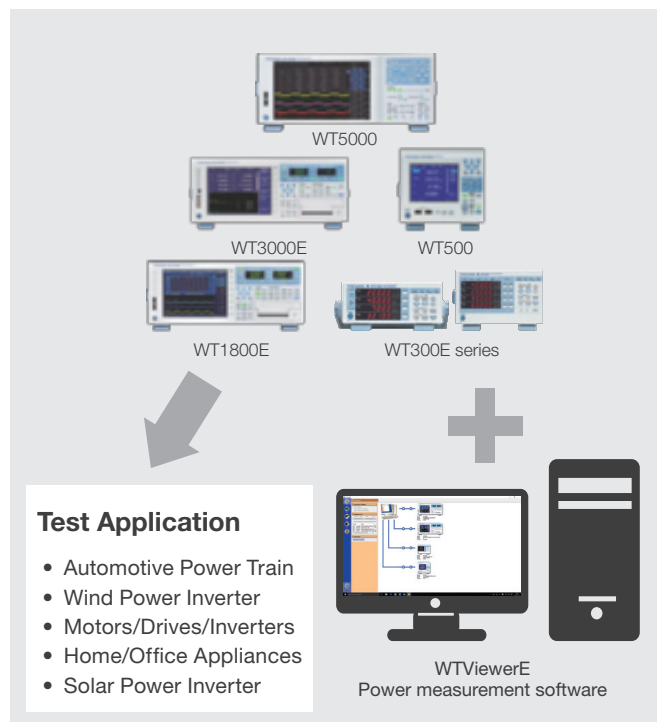 WT5000
WT3000E
WT500
WT1800E
WT300E series
Test Application
• Automotive Power Train
• Wind Power Inverter
• Motors/Drives/Inverters
• Home/Office Appliances
• Solar Power Inverter
WTViewerE
Power measurement software